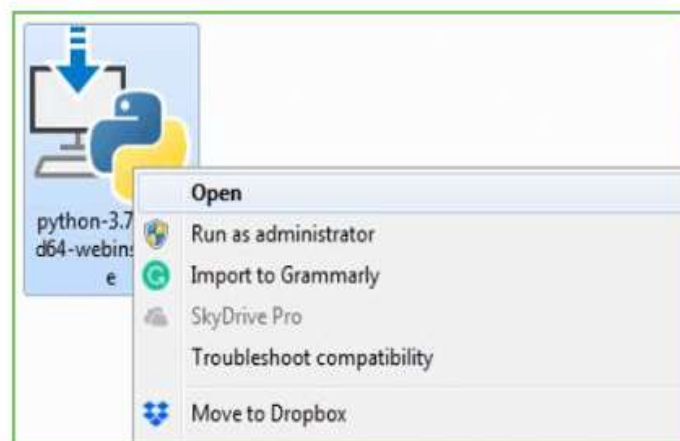 Open
python-3.7
Run as administrator
d64-webins
e
Import to Grammarly
SkyDrive Pro
Troubleshoot compatibility
Move to Dropbox